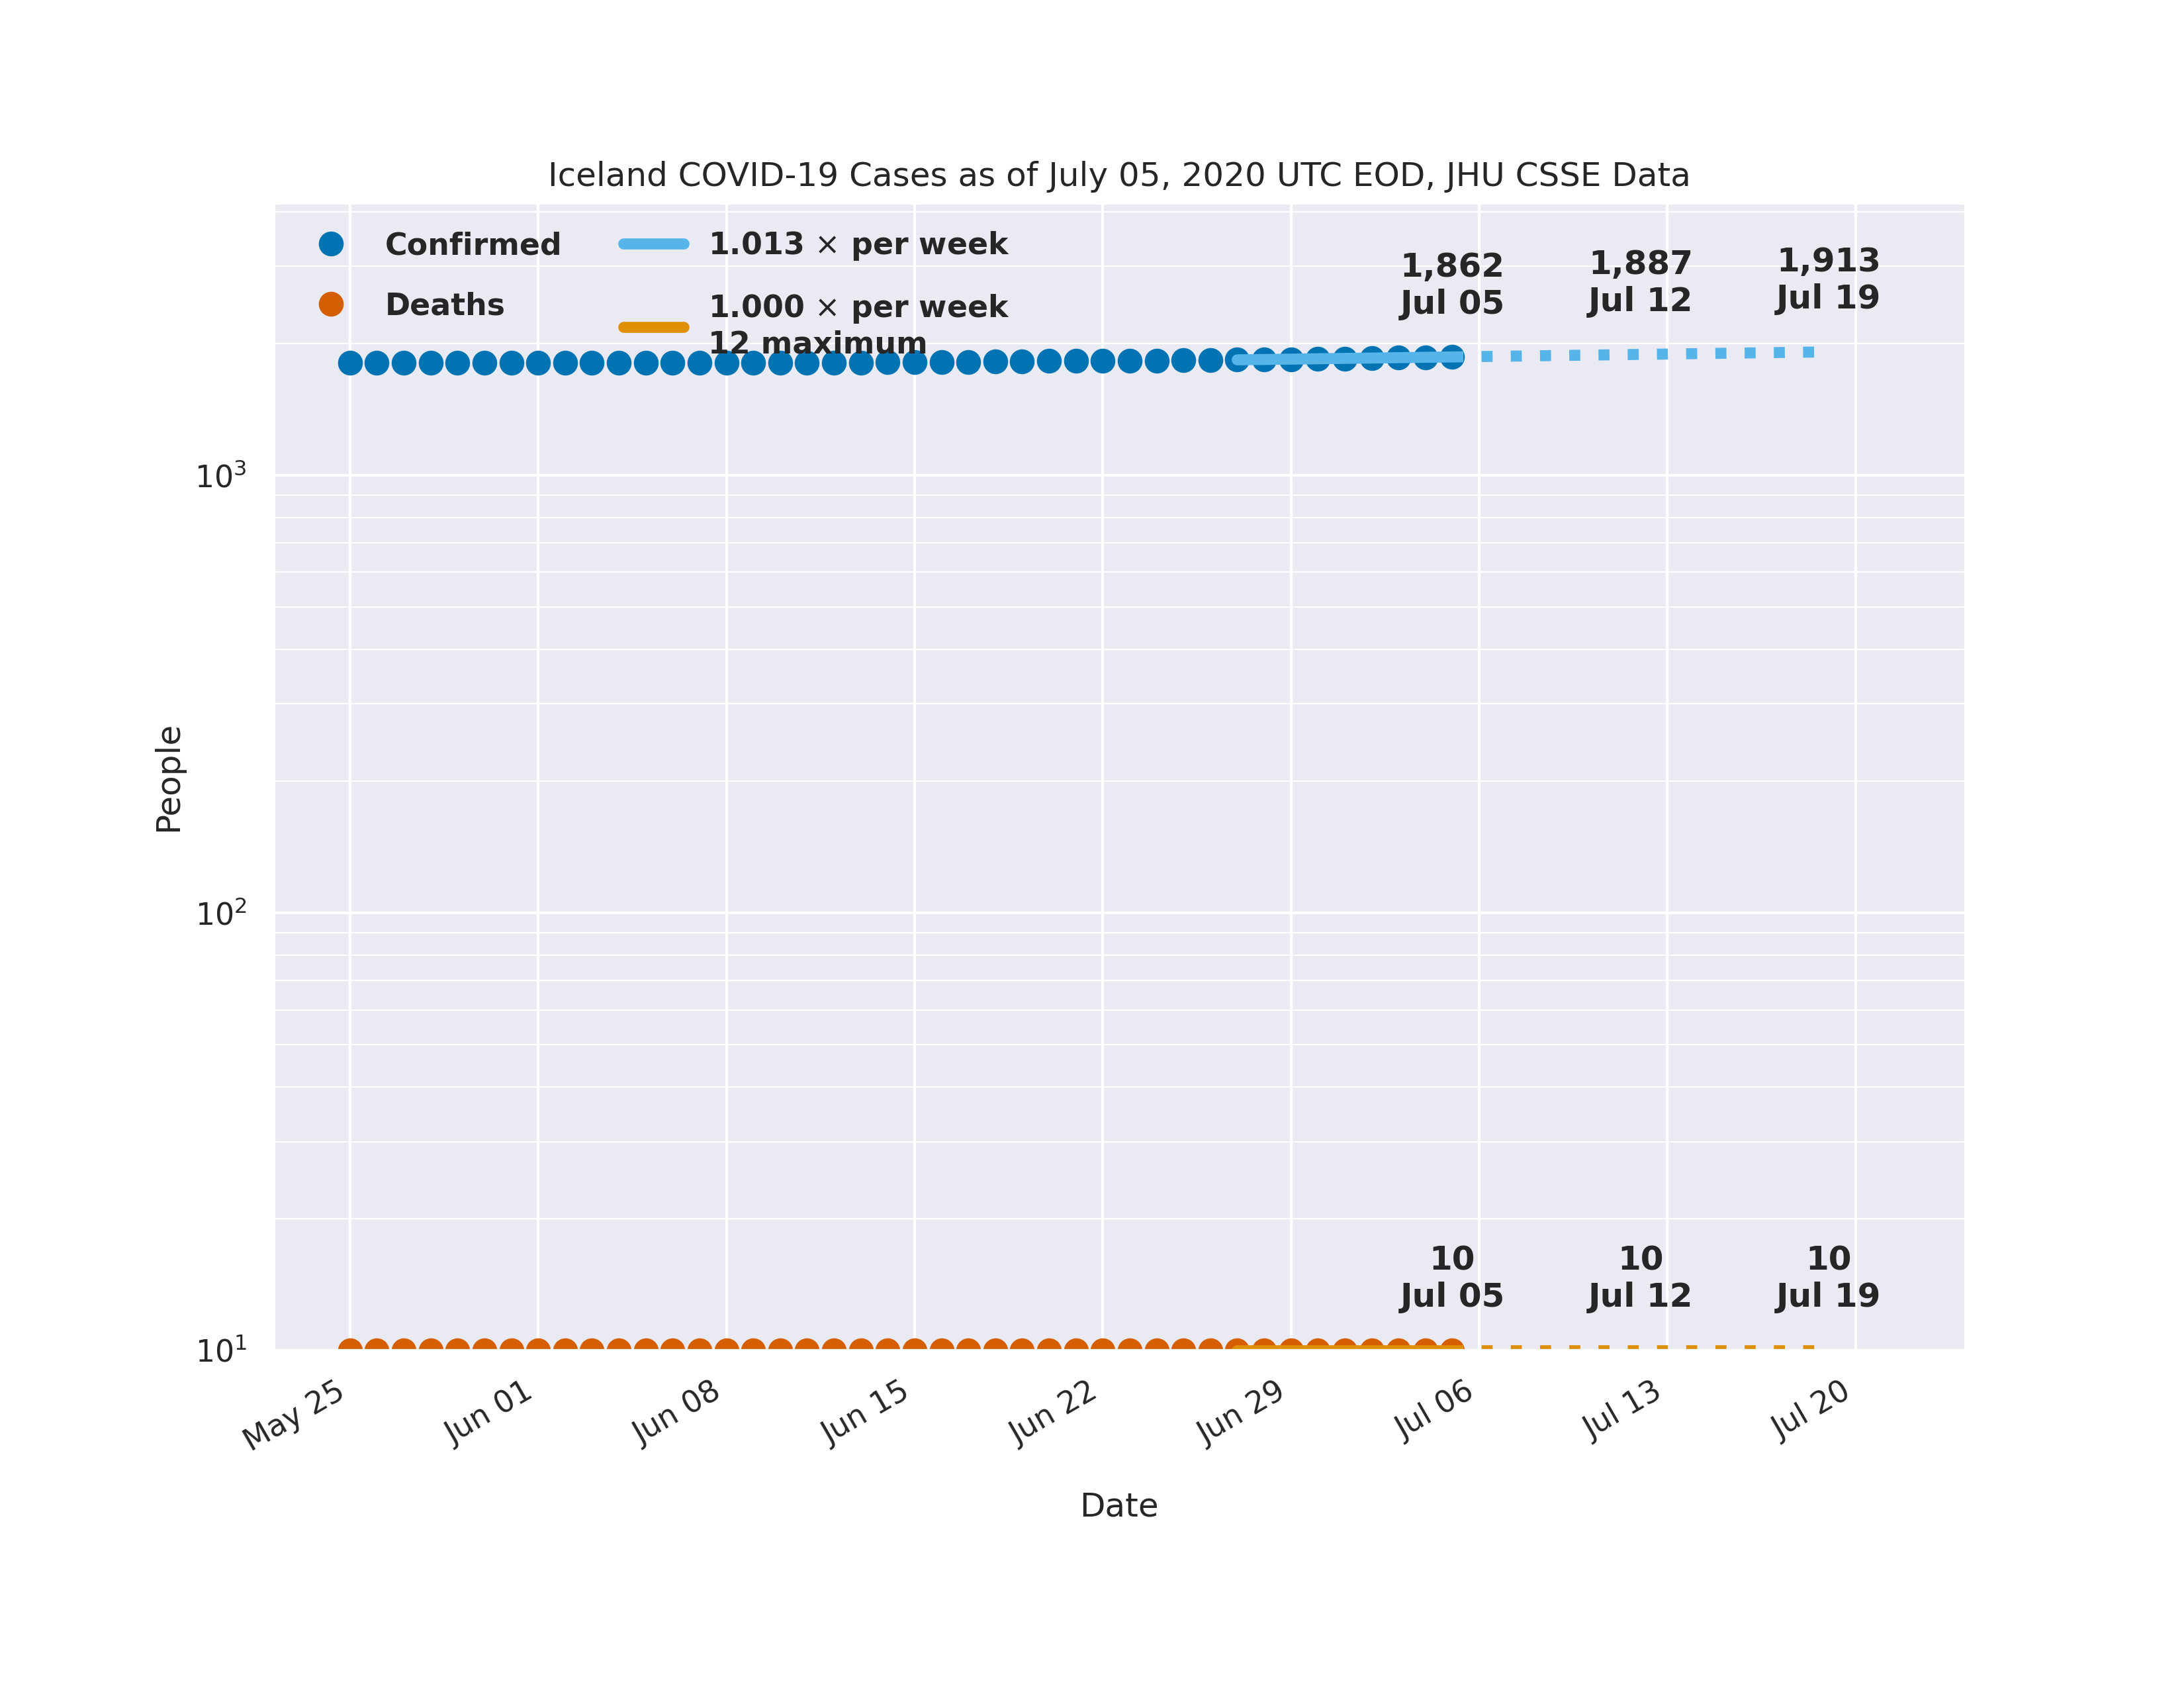 Iceland COVID-19 Cases as of July 05, 2020 UTC EOD, JHU CSSE Data
Confirmed
Deaths
1.013 × per week
1.000 × per week
12 maximum
1,862
Jul 05
1,887
Jul 12
1,913
Jul 19
10³
10²
10¹
People
10
Jul 05
10
Jul 12
10
Jul 19
May 25
Jun 01
Jun 08
Jun 15
Jun 22
Jun 29
Jul 06
Jul 13
Jul 20
Date